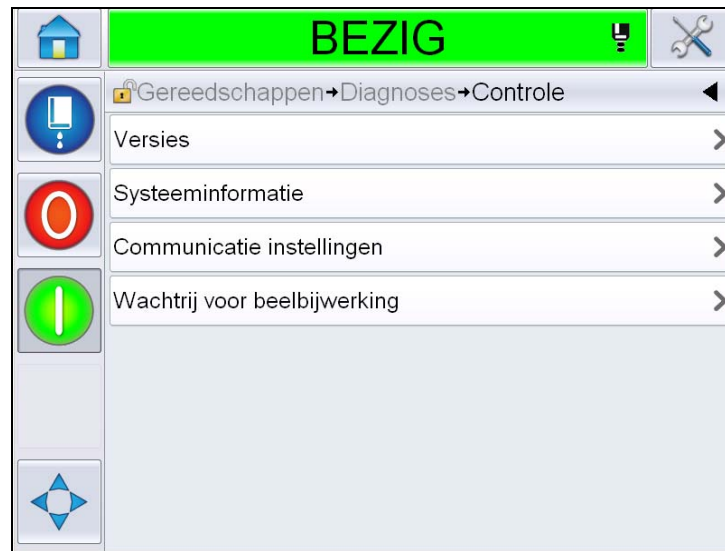 BEZIG
Gereedschappen→Diagnoses→Controle
Versies
Systeeminformatie
Communicatie instellingen
Wachtrij voor beelbijwerking